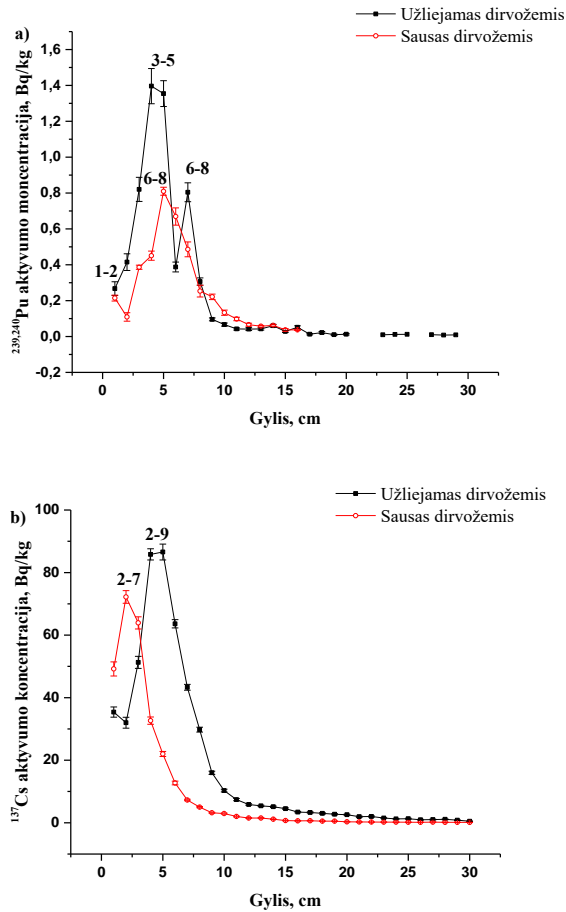 Užliejamas dirvožemis
Sausas dirvožemis
a)
239,240Pu aktyvumo moncentracija, Bq/kg
1,6
1,4
1,2
1,0
0,8
0,6
0,4
0,2
0,0
-0,2
3-5
6-8
6-8
1-2
0 5 10 15 20 25 30
Gylis, cm
Užliejamas dirvožemis
Sausas dirvožemis
b)
137Cs aktyvumo koncentracija, Bq/kg
100
80
60
40
20
0
2-9
2-7
0 5 10 15 20 25 30
Gylis, cm